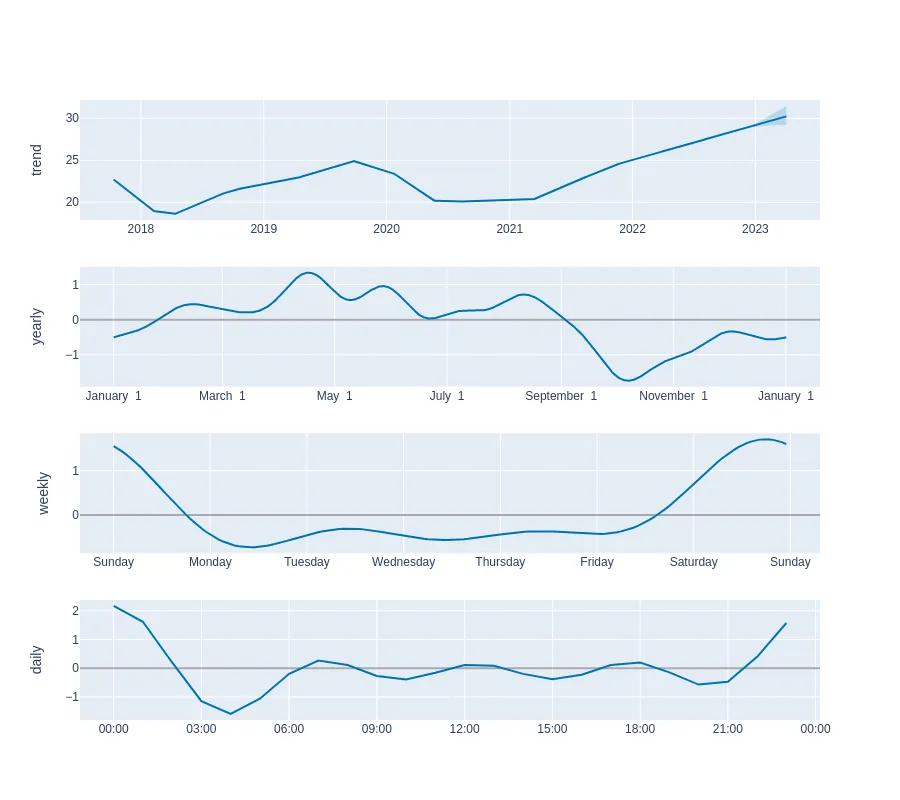 trend
30
25
20
2018 2019 2020 2021 2022 2023
yearly
1
0
−1
January 1 March 1 May 1 July 1 September 1 November 1 January 1
weekly
1
0
Sunday Monday Tuesday Wednesday Thursday Friday Saturday Sunday
daily
2
1
0
−1
00:00 03:00 06:00 09:00 12:00 15:00 18:00 21:00 00:00